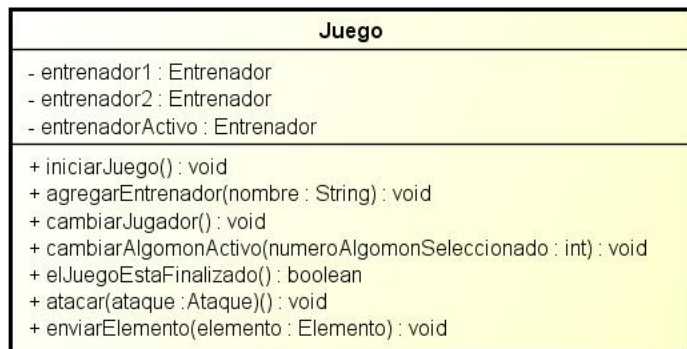 Juego
- entrenador1 : Entrenador
- entrenador2 : Entrenador
- entrenadorActivo : Entrenador
+ iniciarJuego() : void
+ agregarEntrenador(nombre : String) : void
+ cambiarJugador() : void
+ cambiarAlgomonActivo(numeroAlgomonSeleccionado : int) : void
+ elJuegoEstaFinalizado() : boolean
+ atacar(ataque :Ataque)() : void
+ enviarElemento(elemento : Elemento) : void